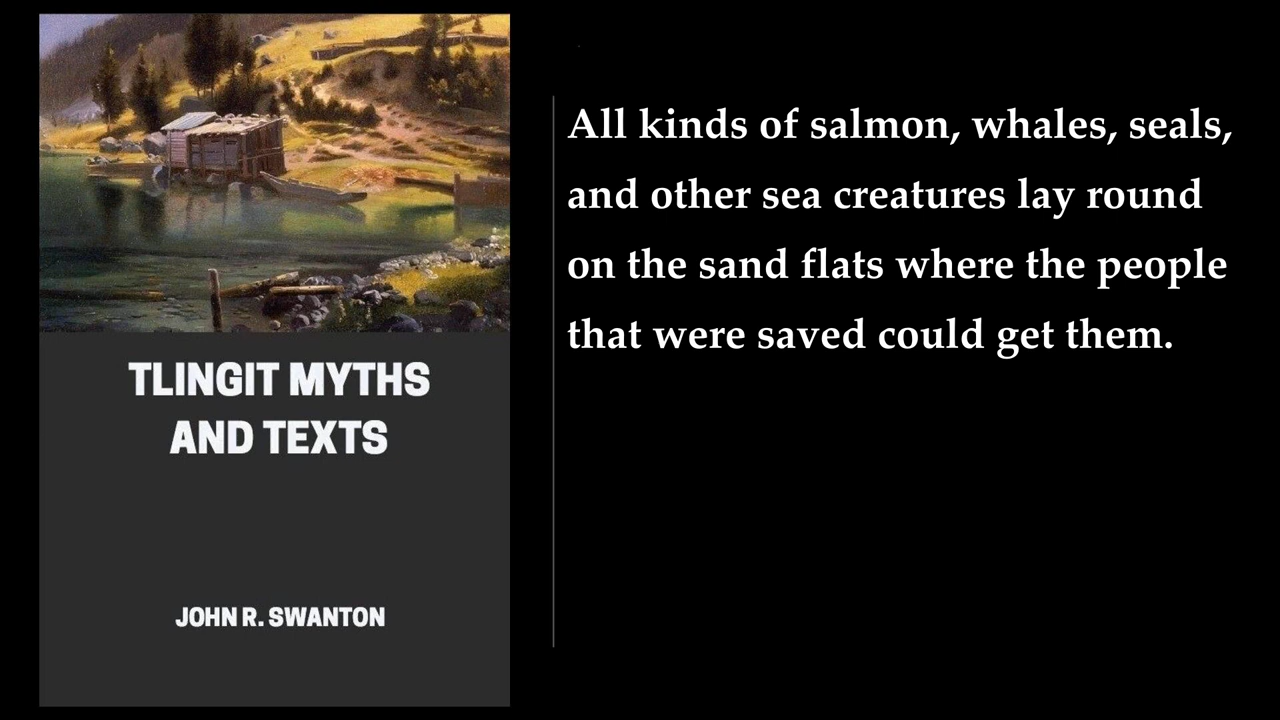 TLINGIT MYTHS
AND TEXTS
JOHN R. SWANTON
All kinds of salmon, whales, seals,
and other sea creatures lay round
on the sand flats where the people
that were saved could get them.